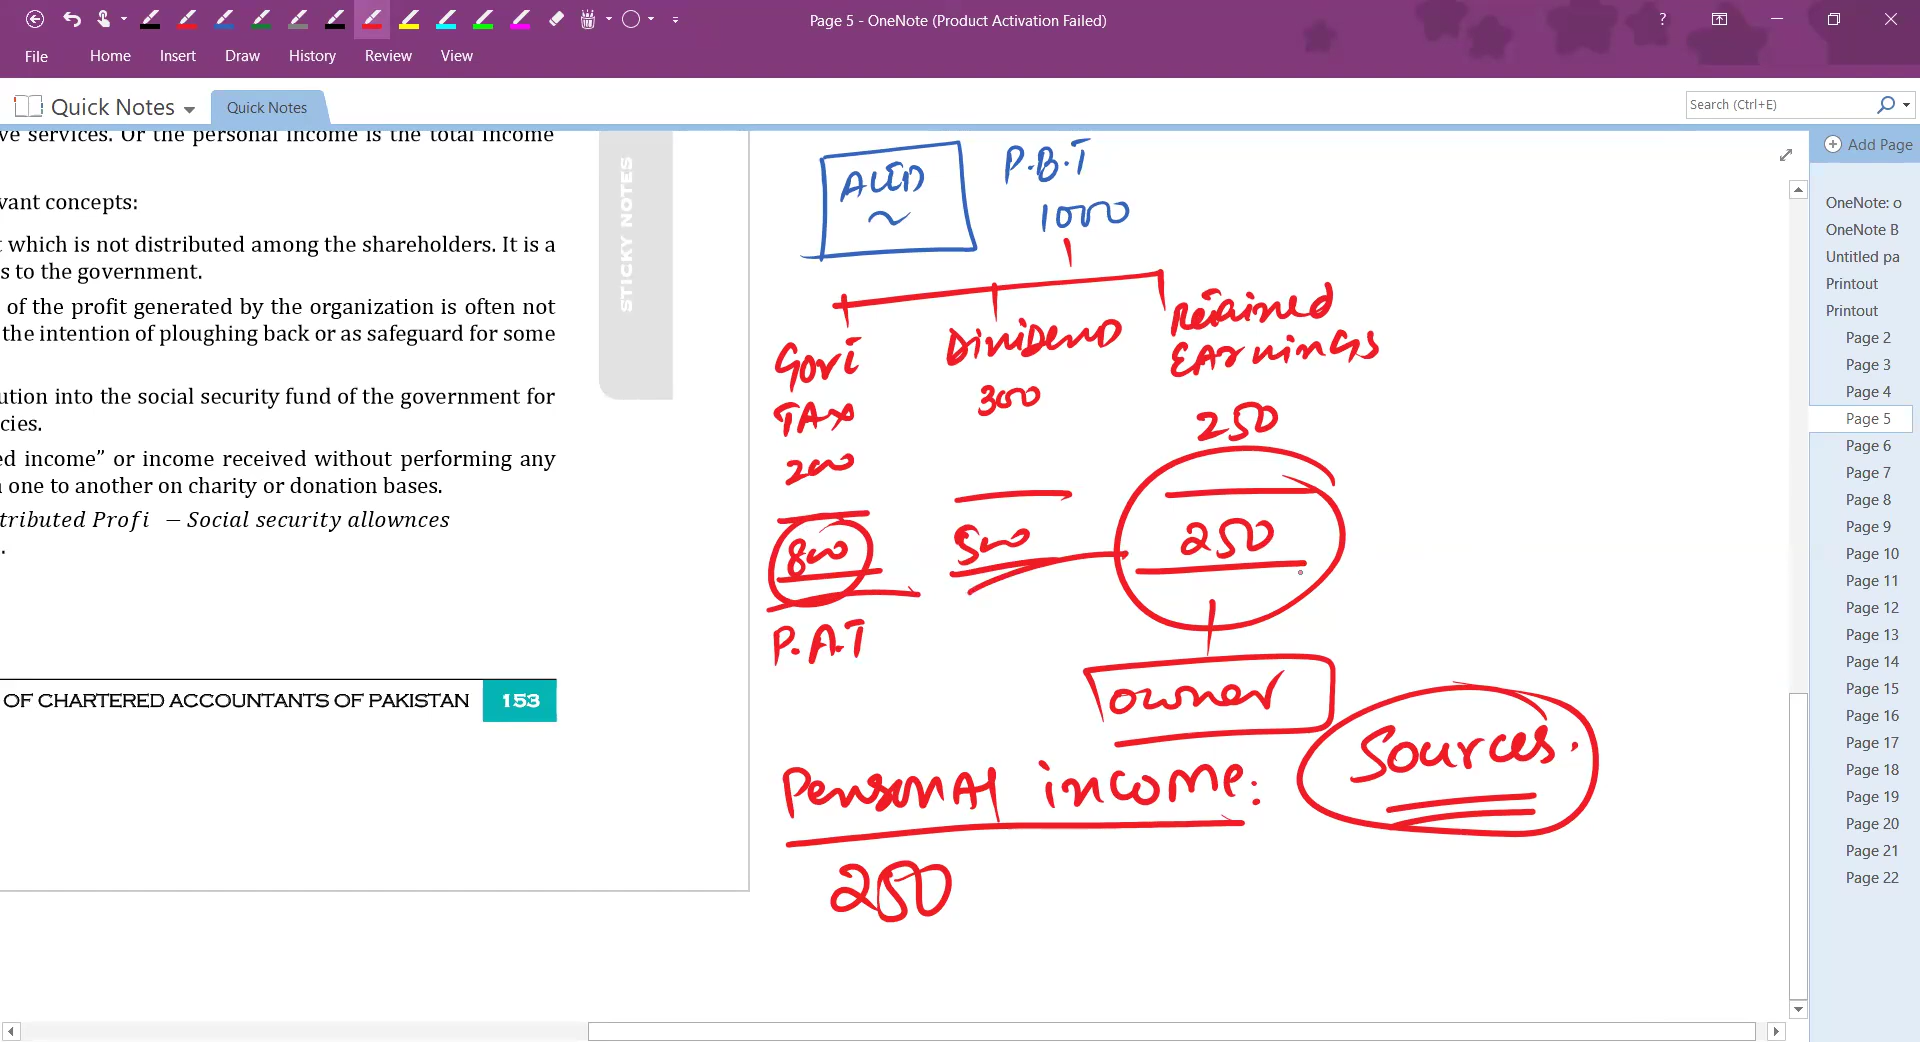 Page 5 - OneNote (Product Activation Failed)
?
File
Home
Insert
Draw
History
Review
View
Quick Notes
Quick Notes
Search (Ctrl+E)
Add Page
OneNote: o
OneNote B
Untitled pa
Printout
Printout
Page 2
Page 3
Page 4
Page 5
Page 6
Page 7
Page 8
Page 9
Page 10
Page 11
Page 12
Page 13
Page 14
Page 15
Page 16
Page 17
Page 18
Page 19
Page 20
Page 21
Page 22
ve services. Or the personal income is the total income
vant concepts:
t which is not distributed among the shareholders. It is a
s to the government.
of the profit generated by the organization is often not
the intention of ploughing back or as safeguard for some
ution into the social security fund of the government for
cies.
ed income” or income received without performing any
n one to another on charity or donation bases.
tributed Profi − Social security allownces
.
OF CHARTERED ACCOUNTANTS OF PAKISTAN 153
STICKY NOTES
P.B.T
1000
Govt
TAX
200
800
P.A.T
Dividend
300
500
Retained
EArnings
250
250
owner
Personal income:
Sources.
250